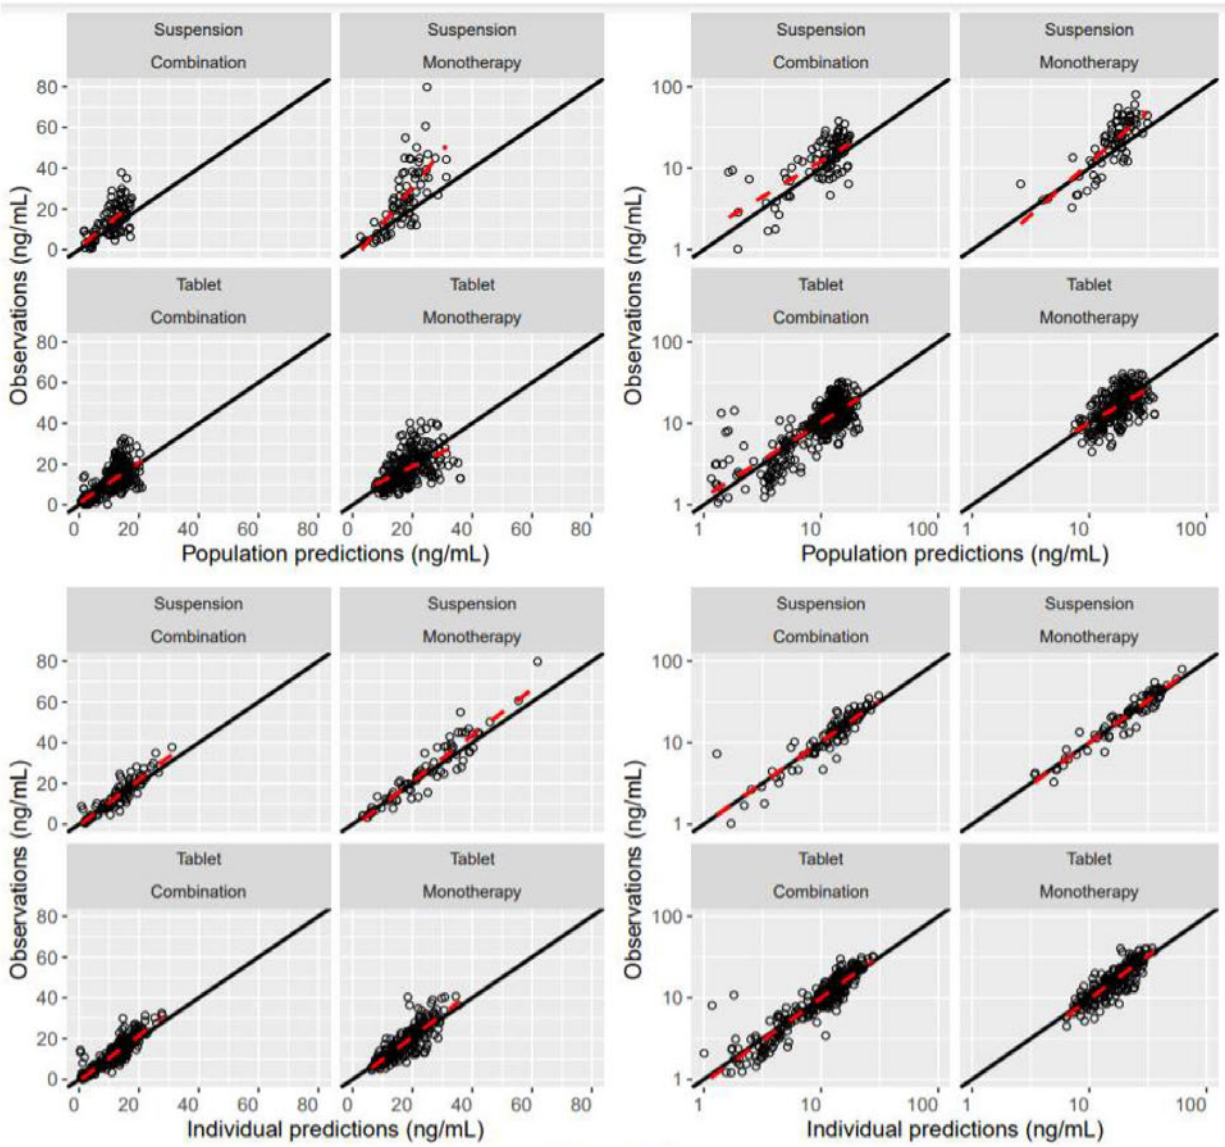 Suspension Suspension Suspension Suspension
Combination Monotherapy Combination Monotherapy
80 100
60
40 10
20
0 1
Tablet Tablet Tablet Tablet
Combination Monotherapy Combination Monotherapy
80 100
60
40 10
20
0 1
Observations (ng/mL) Observations (ng/mL)
0 20 40 60 80 0 20 40 60 80 1 10 100 1 10 100
Population predictions (ng/mL) Population predictions (ng/mL)
Suspension Suspension Suspension Suspension
Combination Monotherapy Combination Monotherapy
80 100
60
40 10
20
0 1
Tablet Tablet Tablet Tablet
Combination Monotherapy Combination Monotherapy
80 100
60
40 10
20
0 1
Observations (ng/mL) Observations (ng/mL)
0 20 40 60 80 0 20 40 60 80 1 10 100 1 10 100
Individual predictions (ng/mL) Individual predictions (ng/mL)